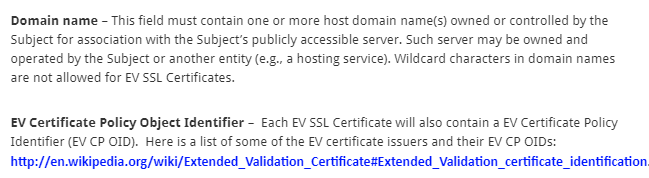 Domain name – This field must contain one or more host domain name(s) owned or controlled by the
Subject for association with the Subject's publicly accessible server. Such server may be owned and
operated by the Subject or another entity (e.g., a hosting service). Wildcard characters in domain names
are not allowed for EV SSL Certificates.
EV Certificate Policy Object Identifier – Each EV SSL Certificate will also contain a EV Certificate Policy
Identifier (EV CP OID). Here is a list of some of the EV certificate issuers and their EV CP OIDs:
http://en.wikipedia.org/wiki/Extended_Validation_Certificate#Extended_Validation_certificate_identification.